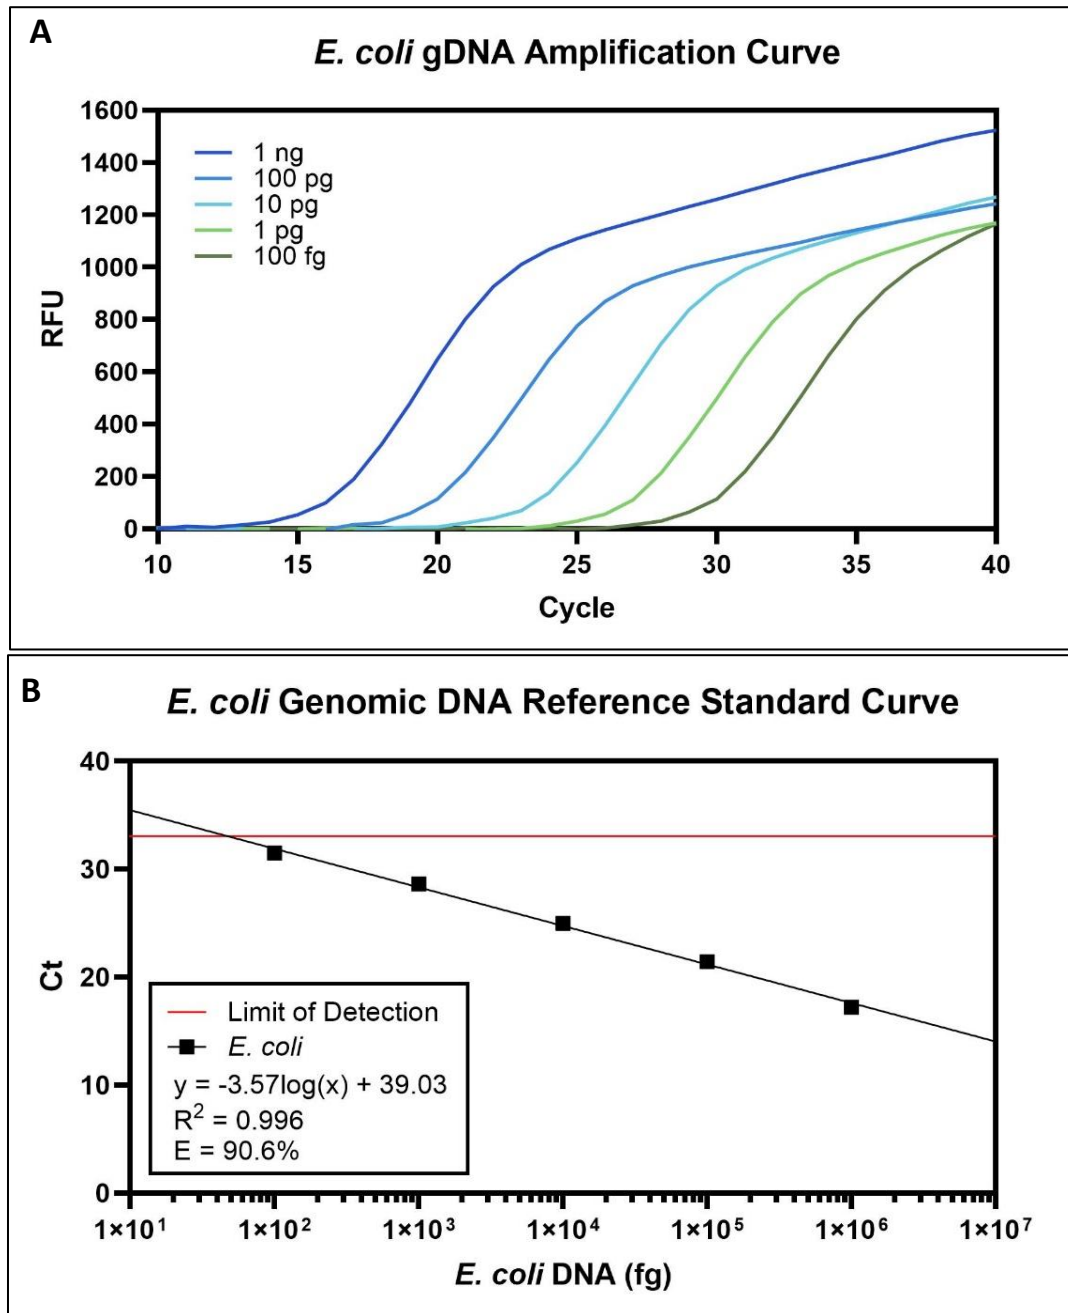 A
E. coli gDNA Amplification Curve
1600
1400
1200
1000
800
600
400
200
0
RFU
1 ng
100 pg
10 pg
1 pg
100 fg
10 15 20 25 30 35 40
Cycle
B
E. coli Genomic DNA Reference Standard Curve
40
30
20
10
0
Ct
Limit of Detection
E. coli
y = -3.57log(x) + 39.03
R² = 0.996
E = 90.6%
1×10¹ 1×10² 1×10³ 1×10⁴ 1×10⁵ 1×10⁶ 1×10⁷
E. coli DNA (fg)